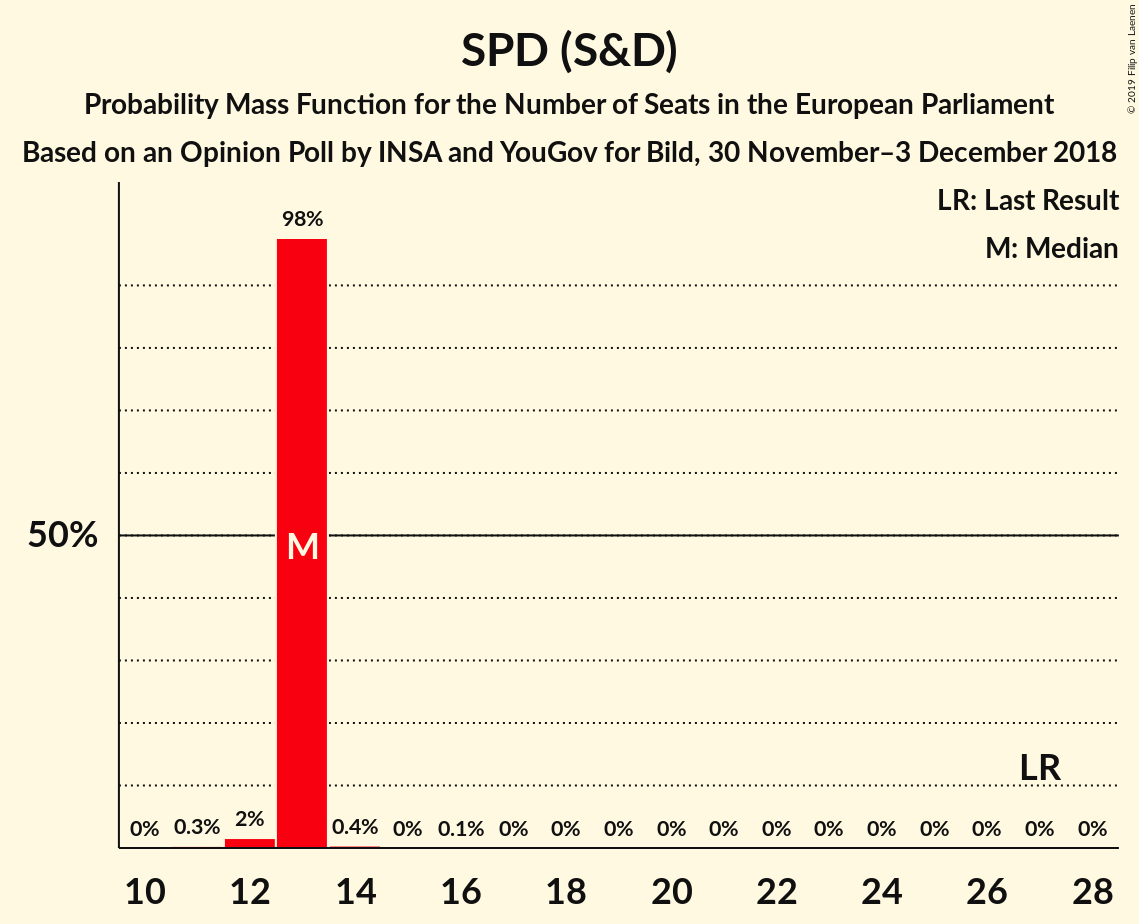 SPD (S&D)
Probability Mass Function for the Number of Seats in the European Parliament
Based on an Opinion Poll by INSA and YouGov for Bild, 30 November–3 December 2018
© 2019 Filip van Laenen
LR: Last Result
M: Median
98%
50%
M
LR
0% 0.3% 2% 0.4% 0% 0.1% 0% 0% 0% 0% 0% 0% 0% 0% 0% 0% 0% 0%
10 12 14 16 18 20 22 24 26 28